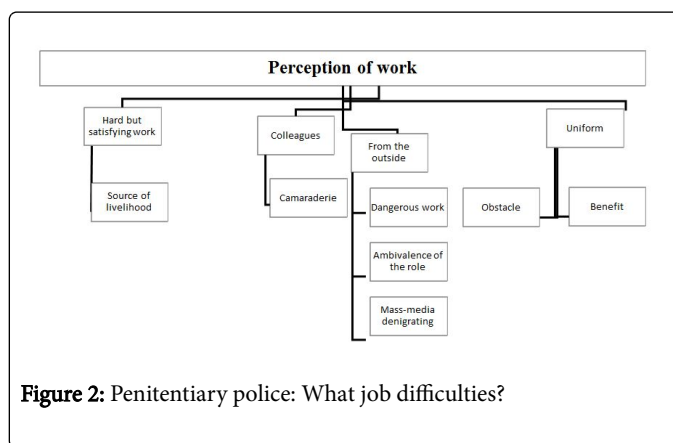 Perception of work
Hard but
satisfying work
Source of
livelihood
Colleagues
Camaraderie
From the
outside
Dangerous work
Ambivalence of
the role
Mass-media
denigrating
Uniform
Obstacle
Benefit
Figure 2: Penitentiary police: What job difficulties?